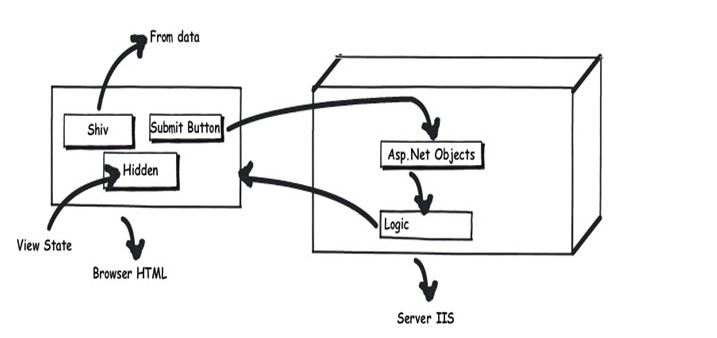 From data
Shiv
Submit Button
Hidden
View State
Browser HTML
Asp.Net Objects
Logic
Server IIS